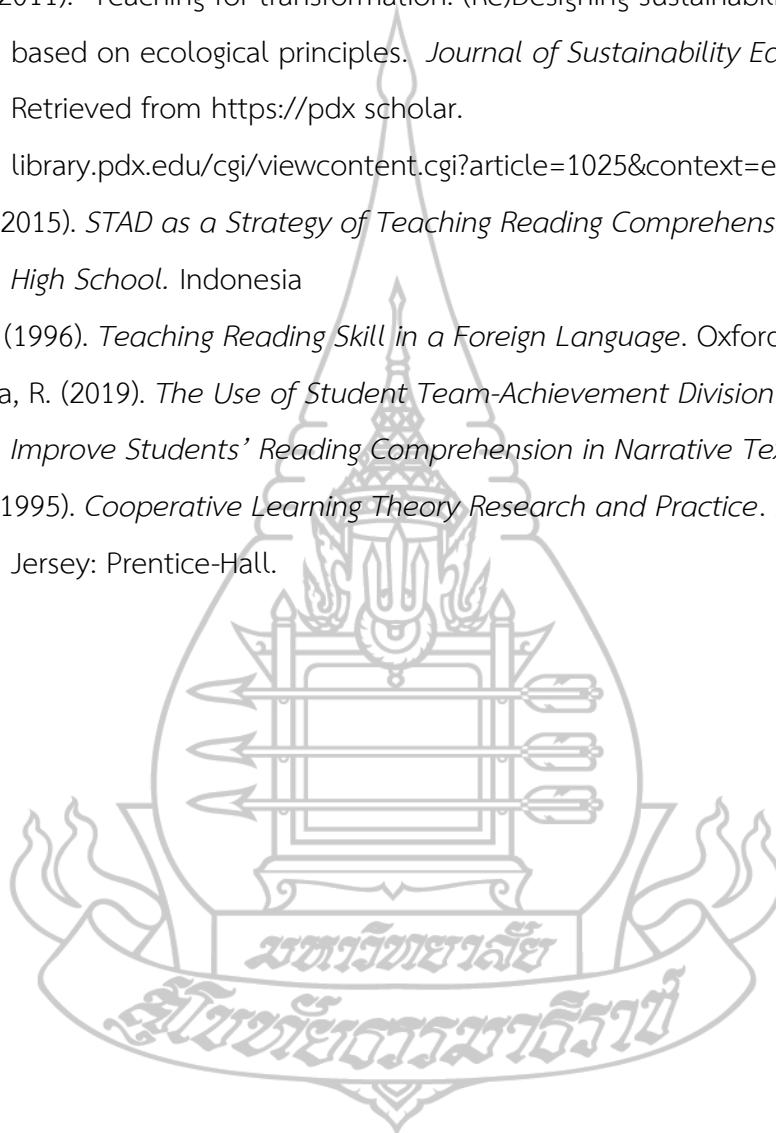 2011). Teaching for transformation: (Re)Designing sustainabili
based on ecological principles. Journal of Sustainability Ed
Retrieved from https://pdx scholar.
library.pdx.edu/cgi/viewcontent.cgi?article=1025&context=e
2015). STAD as a Strategy of Teaching Reading Comprehens
High School. Indonesia
(1996). Teaching Reading Skill in a Foreign Language. Oxford
a, R. (2019). The Use of Student Team-Achievement Division
Improve Students’ Reading Comprehension in Narrative Tex
1995). Cooperative Learning Theory Research and Practice.
Jersey: Prentice-Hall.
มหาวิทยาลัย
สุโขทัยธรรมาธิราช